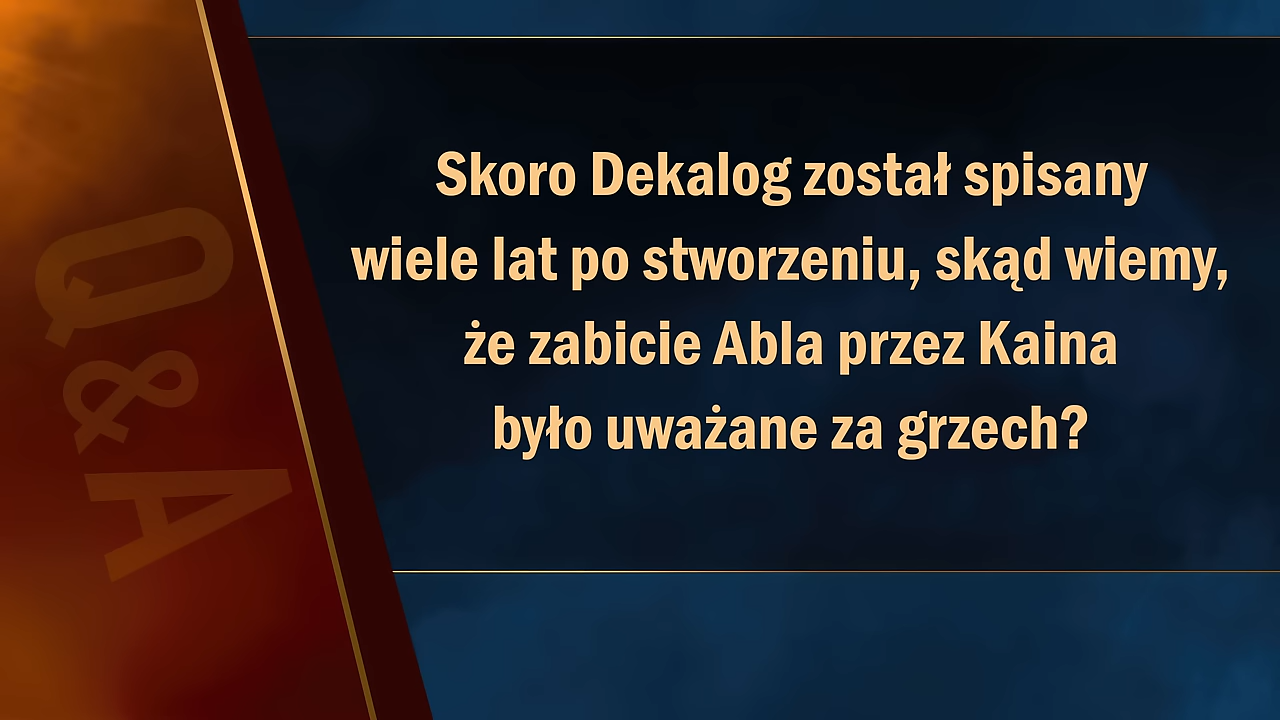 Skoro Dekalog został spisany
wiele lat po stworzeniu, skąd wiemy,
że zabicie Abla przez Kaina
było uważane za grzech?
Q & A